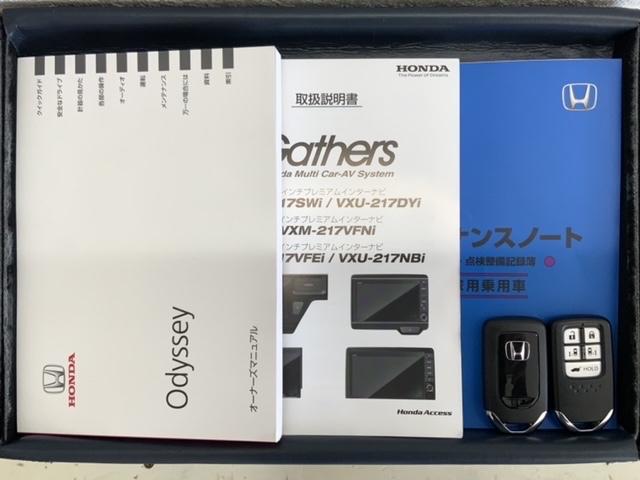 クイックガイド
安全なドライブ
計器の見かた
各部の操作
オーディオ
運転
メンテナンス
万一の場合には
資料
索引
HONDA
Odyssey
オーナーズマニュアル
HONDA
The Power of Dreams
取扱説明書
Gathers
da Multi Car-AV System
インチプレミアムインターナビ
17SWi / VXU-217DYi
インチプレミアムインターナビ
VXM-217VFNi
インチプレミアムインターナビ
17VFEi / VXU-217NBi
Honda Access
ナンスノート
点検整備記録簿
用乗用車
HOLD